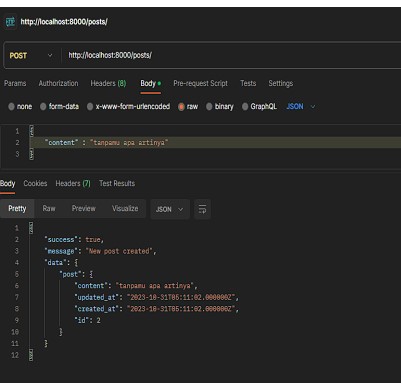 http://localhost:8000/posts/
POST http://localhost:8000/posts/
Params Authorization Headers (8) Body Pre-request Script Tests Settings
none form-data x-www-form-urlencoded raw binary GraphQL JSON
1 {
2 "content" : "tanpamu apa artinya"
3 }
Body Cookies Headers (7) Test Results
Pretty Raw Preview Visualize JSON
1 {
2 "success": true,
3 "message": "New post created",
4 "data": {
5 "post": {
6 "content": "tanpamu apa artinya",
7 "updated_at": "2023-10-31T05:11:02.000000Z",
8 "created_at": "2023-10-31T05:11:02.000000Z",
9 "id": 2
10 }
11 }
12 }